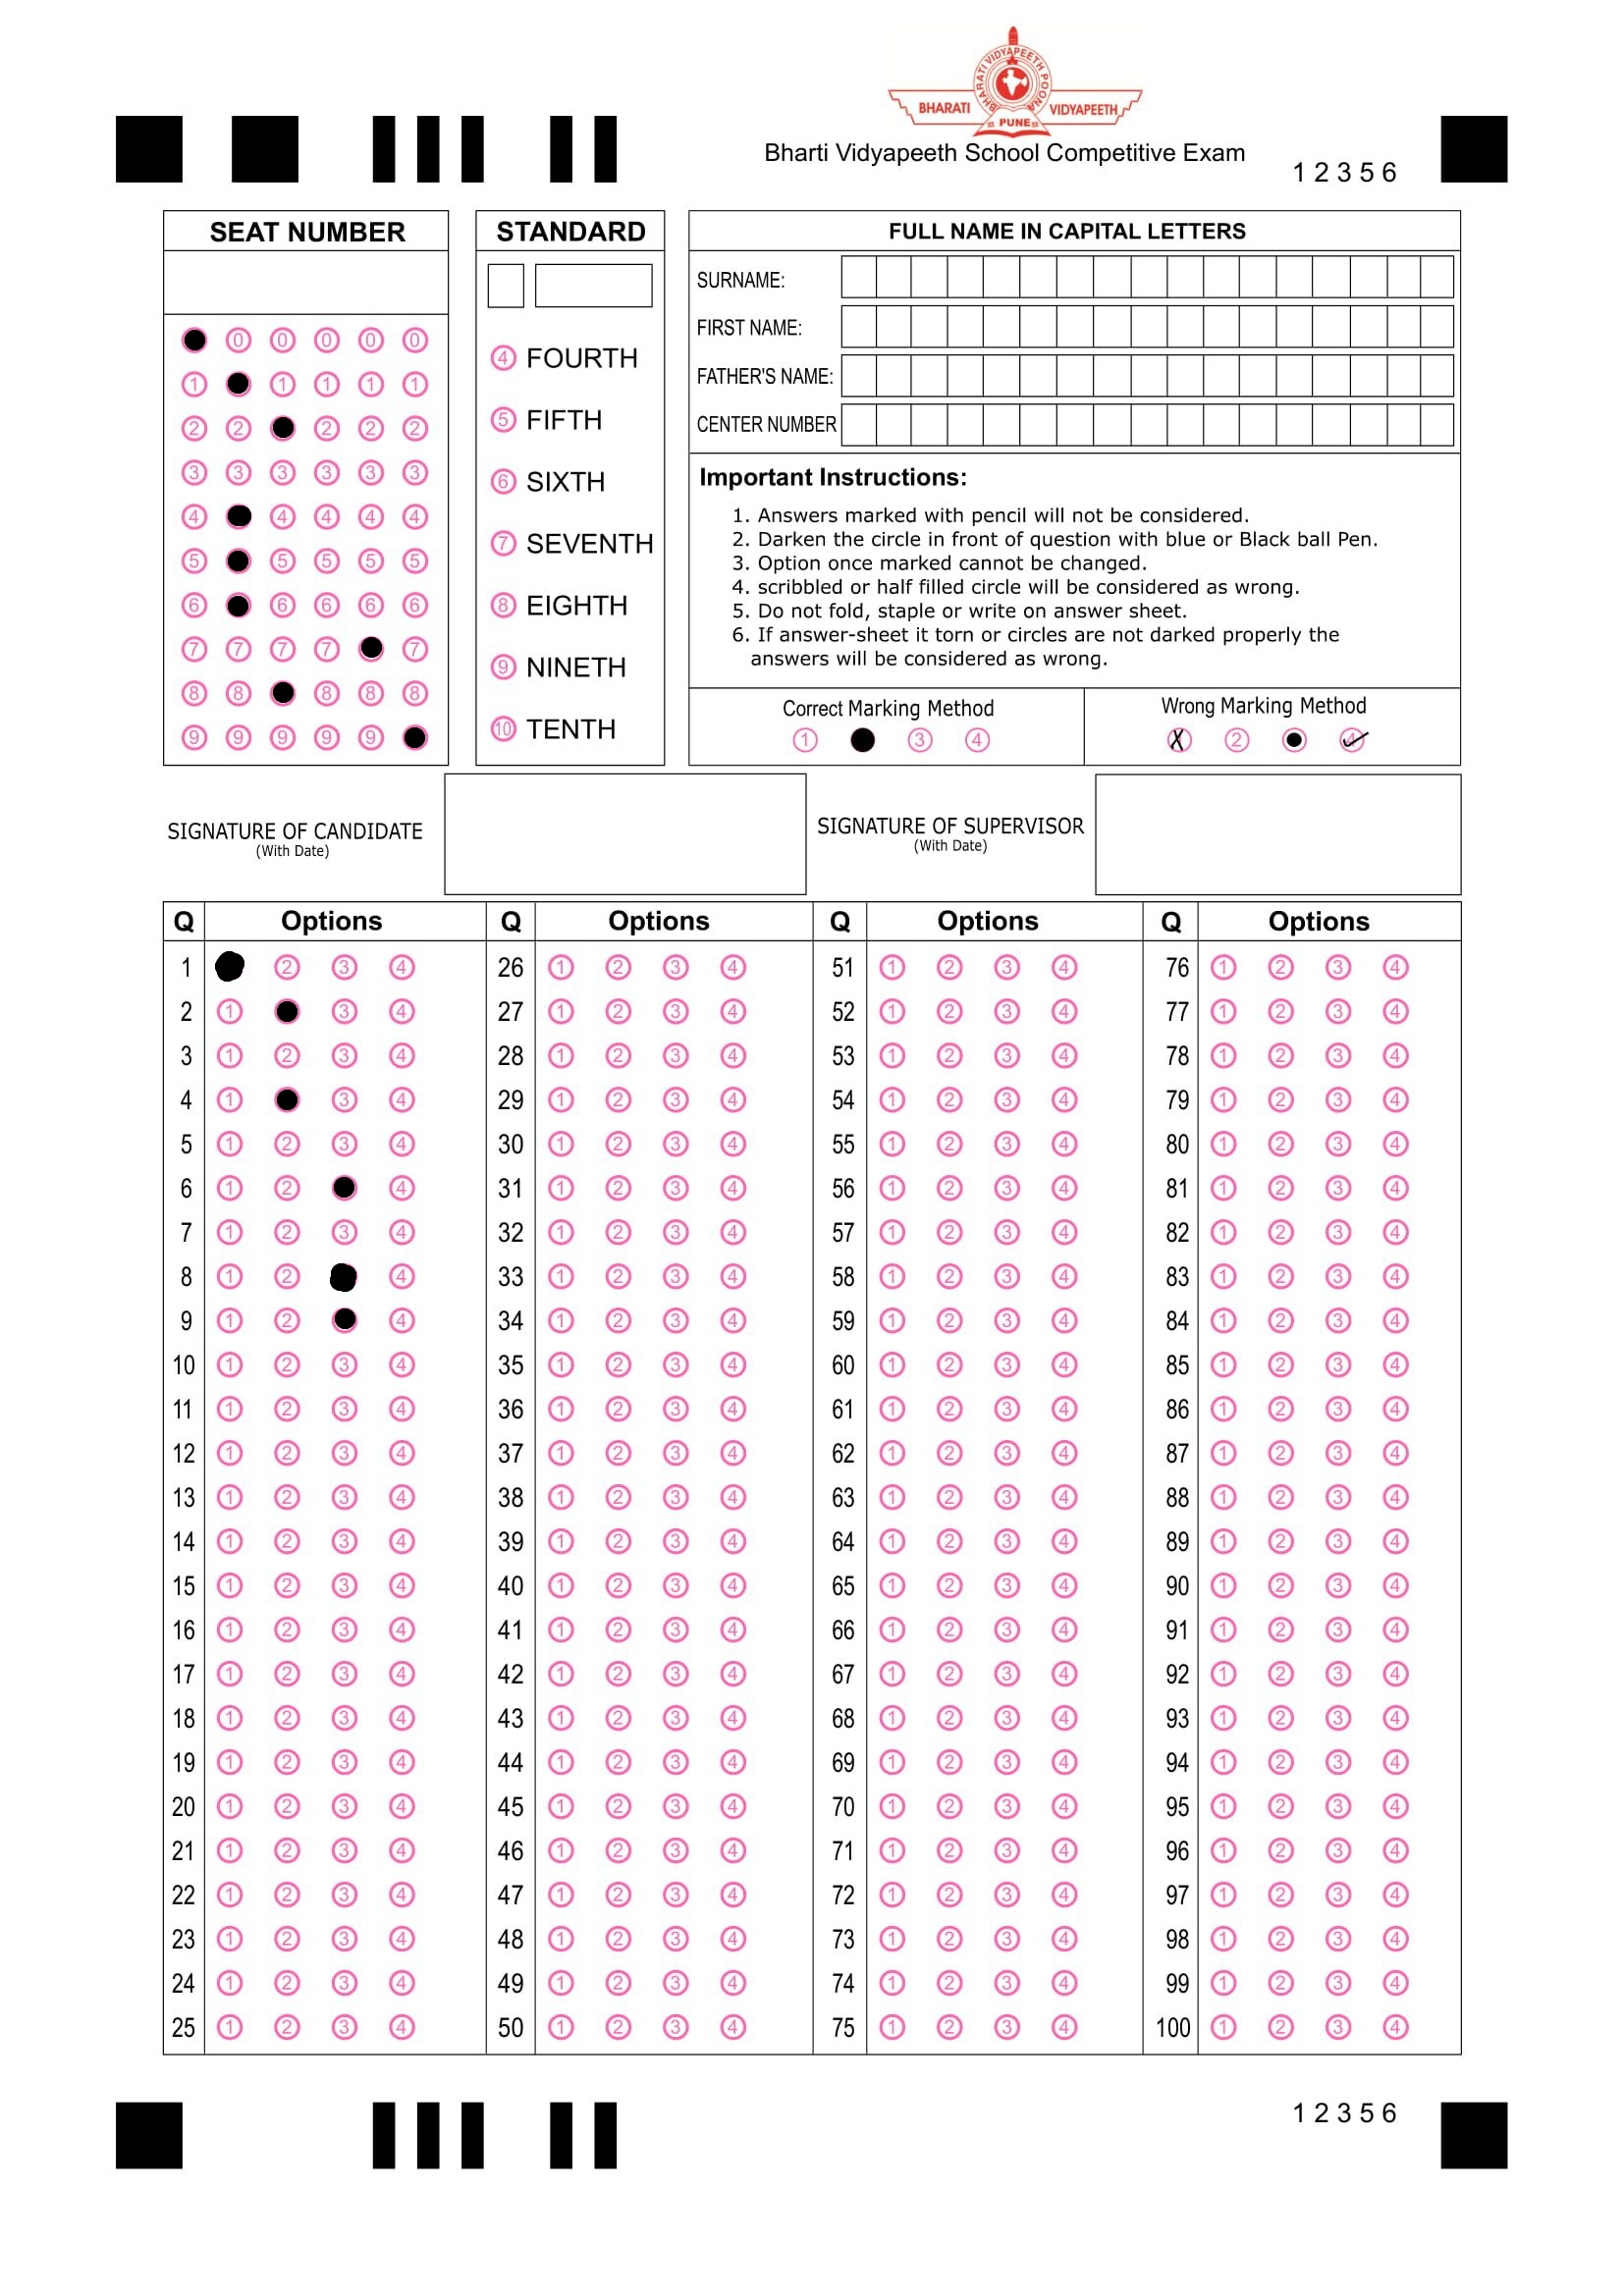 BHARATI VIDYAPEETH POONA
BHARATI VIDYAPEETH
PUNE
Bharti Vidyapeeth School Competitive Exam
1 2 3 5 6
SEAT NUMBER
0 0 0 0 0
1 1 1 1 1
2 2 2 2 2
3 3 3 3 3 3
4 4 4 4 4
5 5 5 5 5
6 6 6 6 6
7 7 7 7 7
8 8 8 8 8
9 9 9 9 9
STANDARD
4 FOURTH
5 FIFTH
6 SIXTH
7 SEVENTH
8 EIGHTH
9 NINETH
10 TENTH
FULL NAME IN CAPITAL LETTERS
SURNAME:
FIRST NAME:
FATHER'S NAME:
CENTER NUMBER
Important Instructions:
1. Answers marked with pencil will not be considered.
2. Darken the circle in front of question with blue or Black ball Pen.
3. Option once marked cannot be changed.
4. scribbled or half filled circle will be considered as wrong.
5. Do not fold, staple or write on answer sheet.
6. If answer-sheet it torn or circles are not darked properly the
answers will be considered as wrong.
Correct Marking Method
1 3 4
Wrong Marking Method
2
SIGNATURE OF CANDIDATE
(With Date)
SIGNATURE OF SUPERVISOR
(With Date)
Q Options Q Options Q Options Q Options
1 2 3 4 26 1 2 3 4 51 1 2 3 4 76 1 2 3 4
2 1 3 4 27 1 2 3 4 52 1 2 3 4 77 1 2 3 4
3 1 2 3 4 28 1 2 3 4 53 1 2 3 4 78 1 2 3 4
4 1 3 4 29 1 2 3 4 54 1 2 3 4 79 1 2 3 4
5 1 2 3 4 30 1 2 3 4 55 1 2 3 4 80 1 2 3 4
6 1 2 4 31 1 2 3 4 56 1 2 3 4 81 1 2 3 4
7 1 2 3 4 32 1 2 3 4 57 1 2 3 4 82 1 2 3 4
8 1 2 4 33 1 2 3 4 58 1 2 3 4 83 1 2 3 4
9 1 2 4 34 1 2 3 4 59 1 2 3 4 84 1 2 3 4
10 1 2 3 4 35 1 2 3 4 60 1 2 3 4 85 1 2 3 4
11 1 2 3 4 36 1 2 3 4 61 1 2 3 4 86 1 2 3 4
12 1 2 3 4 37 1 2 3 4 62 1 2 3 4 87 1 2 3 4
13 1 2 3 4 38 1 2 3 4 63 1 2 3 4 88 1 2 3 4
14 1 2 3 4 39 1 2 3 4 64 1 2 3 4 89 1 2 3 4
15 1 2 3 4 40 1 2 3 4 65 1 2 3 4 90 1 2 3 4
16 1 2 3 4 41 1 2 3 4 66 1 2 3 4 91 1 2 3 4
17 1 2 3 4 42 1 2 3 4 67 1 2 3 4 92 1 2 3 4
18 1 2 3 4 43 1 2 3 4 68 1 2 3 4 93 1 2 3 4
19 1 2 3 4 44 1 2 3 4 69 1 2 3 4 94 1 2 3 4
20 1 2 3 4 45 1 2 3 4 70 1 2 3 4 95 1 2 3 4
21 1 2 3 4 46 1 2 3 4 71 1 2 3 4 96 1 2 3 4
22 1 2 3 4 47 1 2 3 4 72 1 2 3 4 97 1 2 3 4
23 1 2 3 4 48 1 2 3 4 73 1 2 3 4 98 1 2 3 4
24 1 2 3 4 49 1 2 3 4 74 1 2 3 4 99 1 2 3 4
25 1 2 3 4 50 1 2 3 4 75 1 2 3 4 100 1 2 3 4
1 2 3 5 6